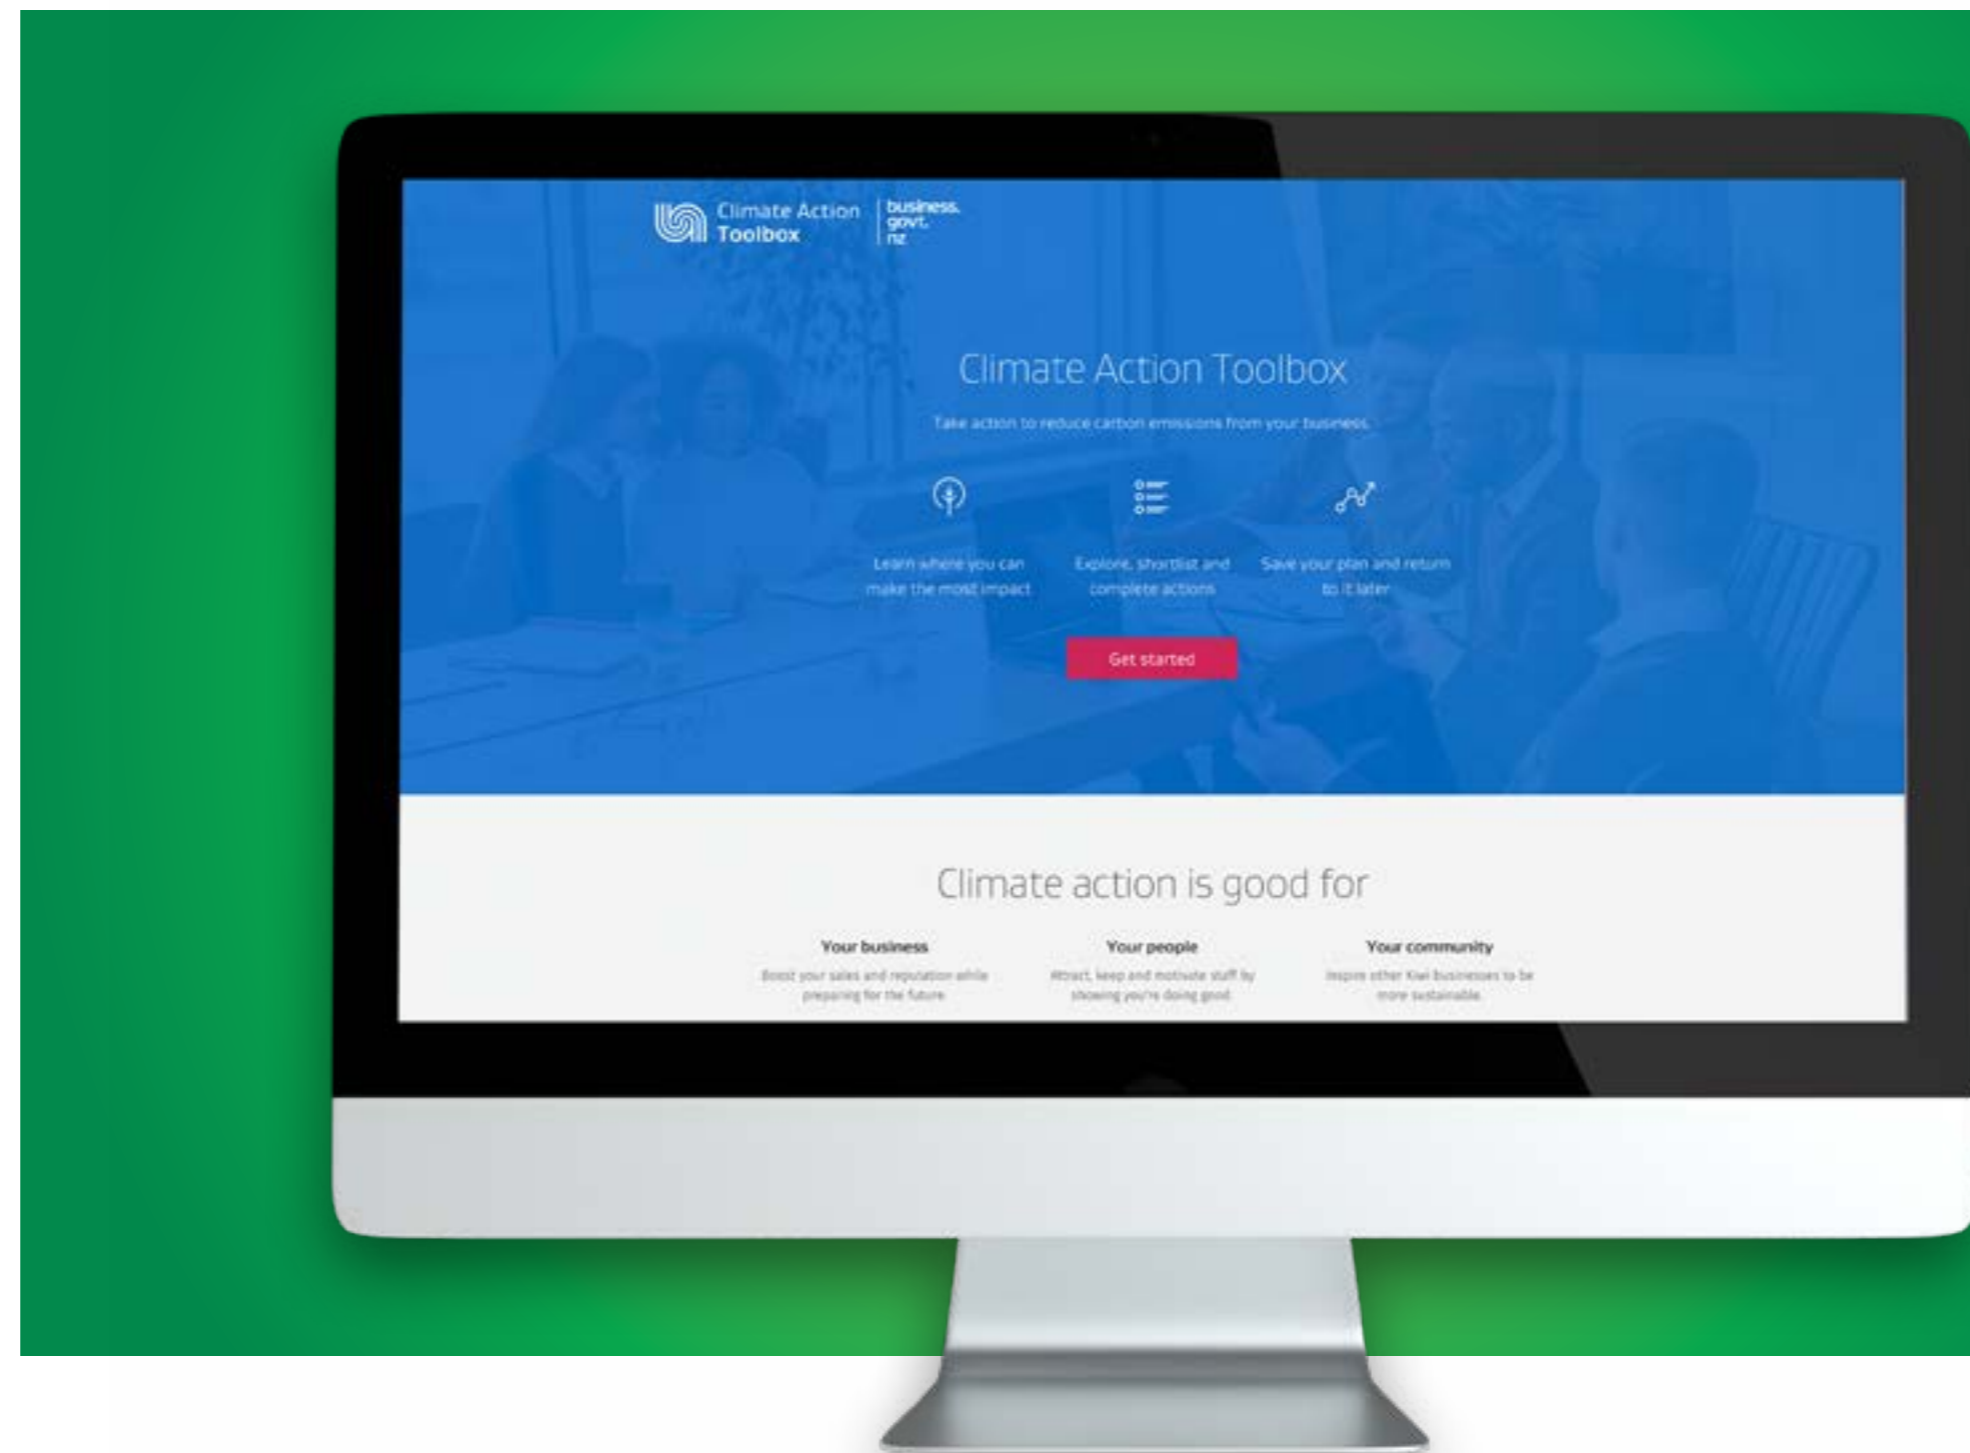 Climate Action
Toolbox
business.
govt.
nz
Climate Action Toolbox
Take action to reduce carbon emissions from your business.
Learn where you can
make the most impact
Explore, shortlist and
complete actions
Save your plan and return
to it later
Get started
Climate action is good for
Your business
Boost your sales and reputation while
preparing for the future.
Your people
Attract, keep and motivate staff by
showing you're doing good.
Your community
Inspire other Kiwi businesses to be
more sustainable.